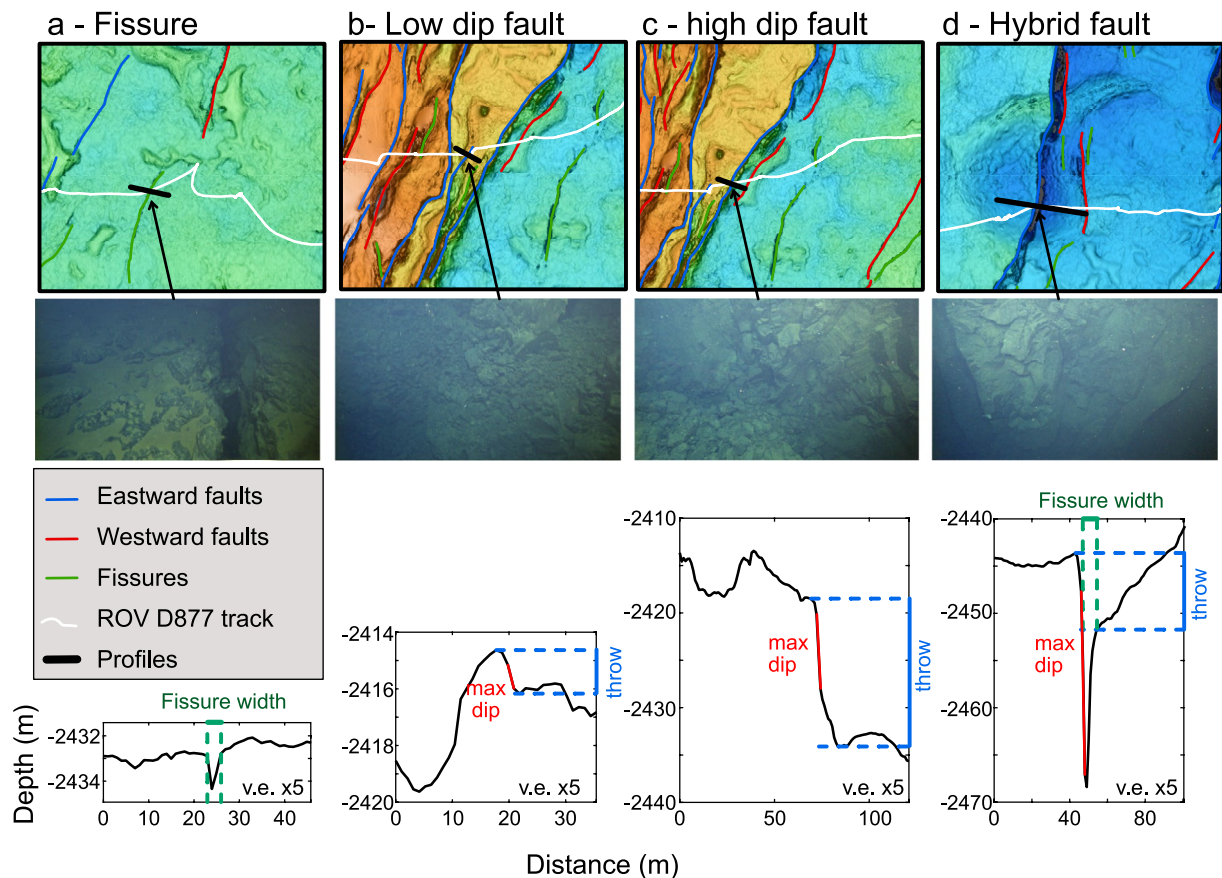 a - Fissure
b- Low dip fault
c - high dip fault
d - Hybrid fault
Eastward faults
Westward faults
Fissures
ROV D877 track
Profiles
Depth (m)
Fissure width
-2432
-2434
0 10 20 30 40
v.e. x5
-2414
-2416
-2418
-2420
max
dip
throw
0 10 20 30
v.e. x5
-2410
-2420
-2430
-2440
max
dip
throw
0 50 100
v.e. x5
Fissure width
-2440
-2450
-2460
-2470
max
dip
throw
0 50 100
v.e. x5
Distance (m)